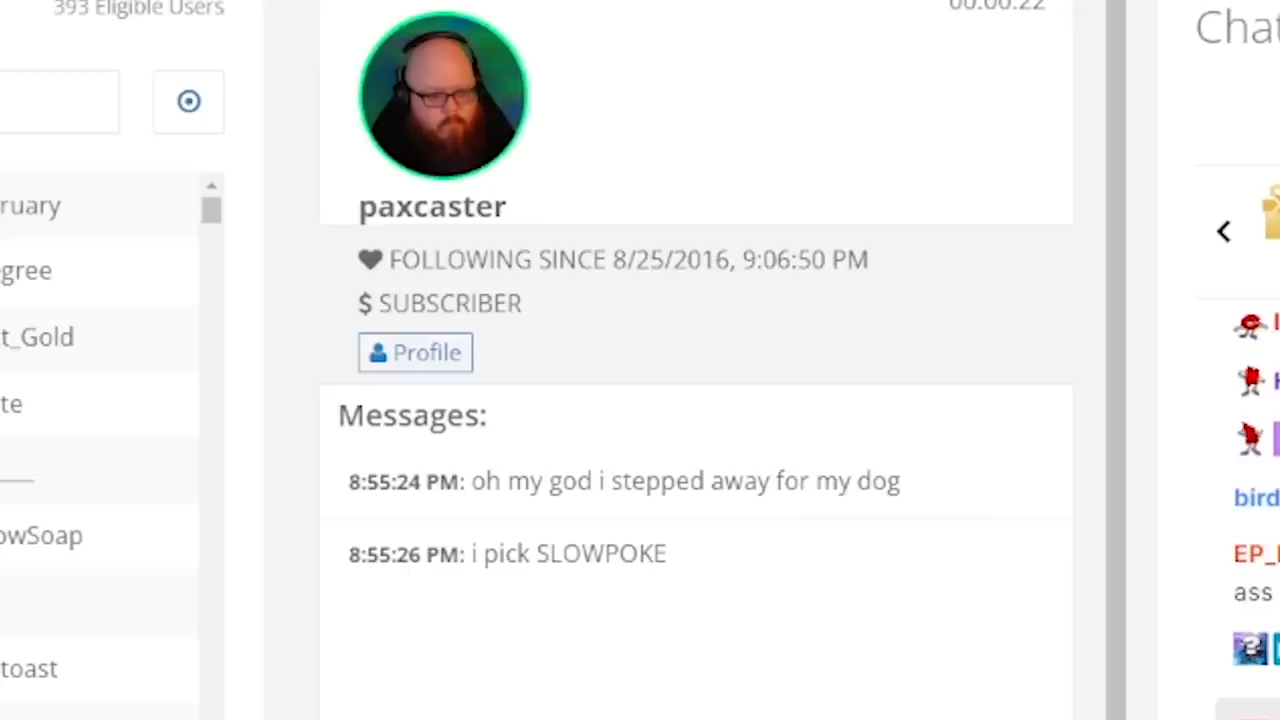 393 Eligible Users
00:00:22
Chat
ruary
egree
t_Gold
te
owSoap
toast
paxcaster
FOLLOWING SINCE 8/25/2016, 9:06:50 PM
$ SUBSCRIBER
Profile
Messages:
8:55:24 PM: oh my god i stepped away for my dog
8:55:26 PM: i pick SLOWPOKE
bird
EP_
ass